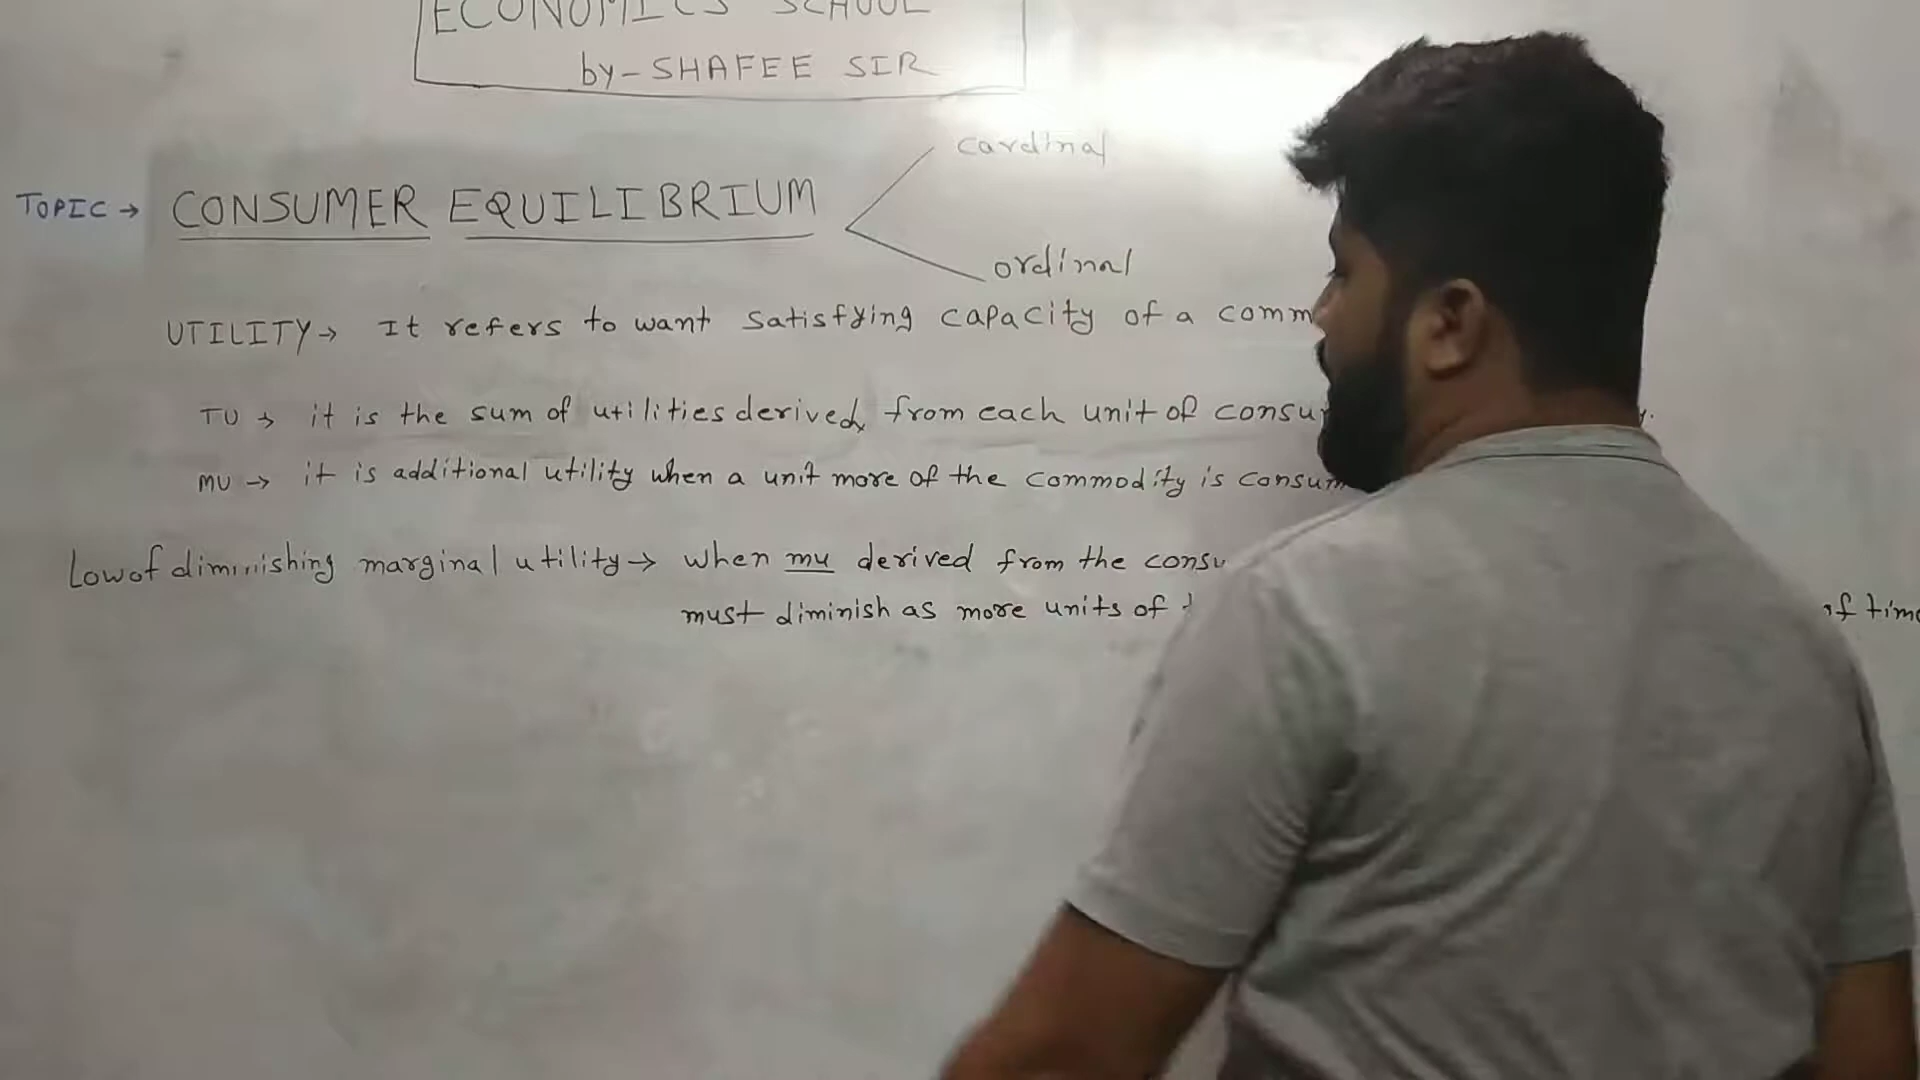 ECONOMICS SCHOOL
by-SHAFEE SIR
cardinal
TOPIC → CONSUMER EQUILIBRIUM
ordinal
UTILITY → It refers to want satisfying capacity of a comm
TU → it is the sum of utilities derived from each unit of consu y.
MU → it is additional utility when a unit more of the commodity is consum
Low of diminishing marginal utility → when mu derived from the consu
must diminish as more units of t of time